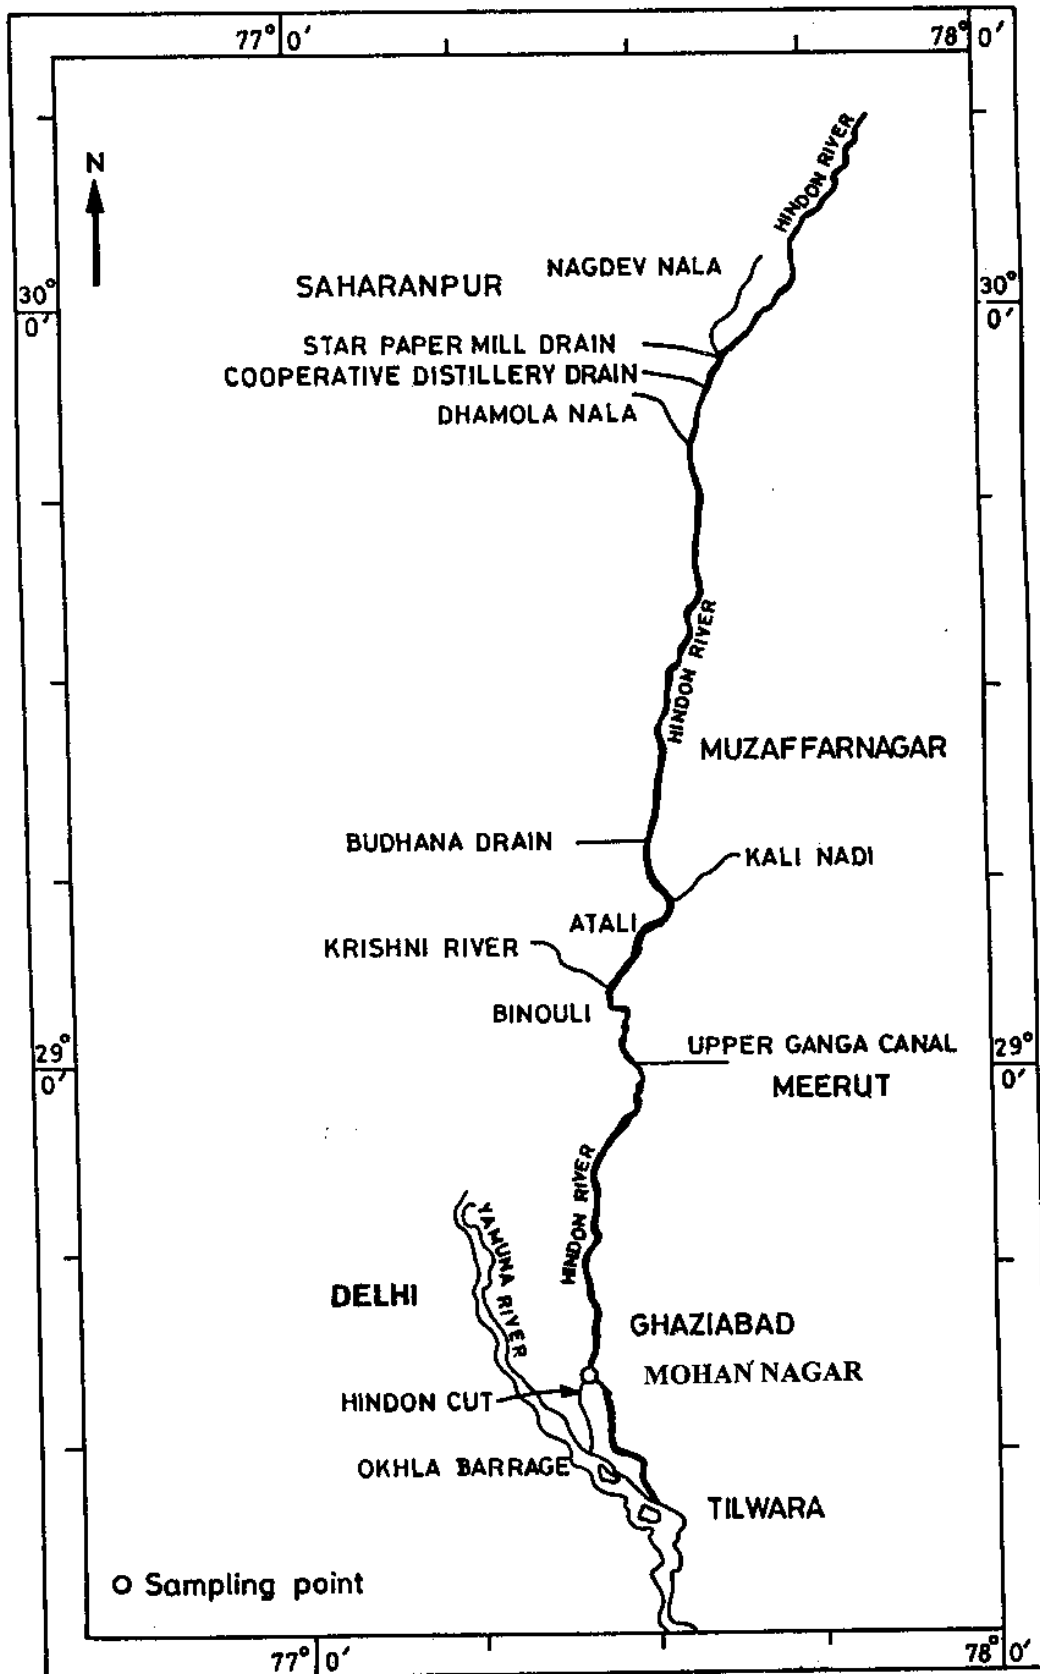 77° 0'
78° 0'
N
HINDON RIVER
NAGDEV NALA
SAHARANPUR
30°
0'
30°
0'
STAR PAPER MILL DRAIN
COOPERATIVE DISTILLERY DRAIN
DHAMOLA NALA
HINDON RIVER
MUZAFFARNAGAR
BUDHANA DRAIN
KALI NADI
ATALI
KRISHNI RIVER
BINOULI
UPPER GANGA CANAL
29°
0'
29°
0'
MEERUT
HINDON RIVER
YAMUNA RIVER
DELHI
GHAZIABAD
MOHAN NAGAR
HINDON CUT
OKHLA BARRAGE
TILWARA
O Sampling point
77° 0'
78° 0'